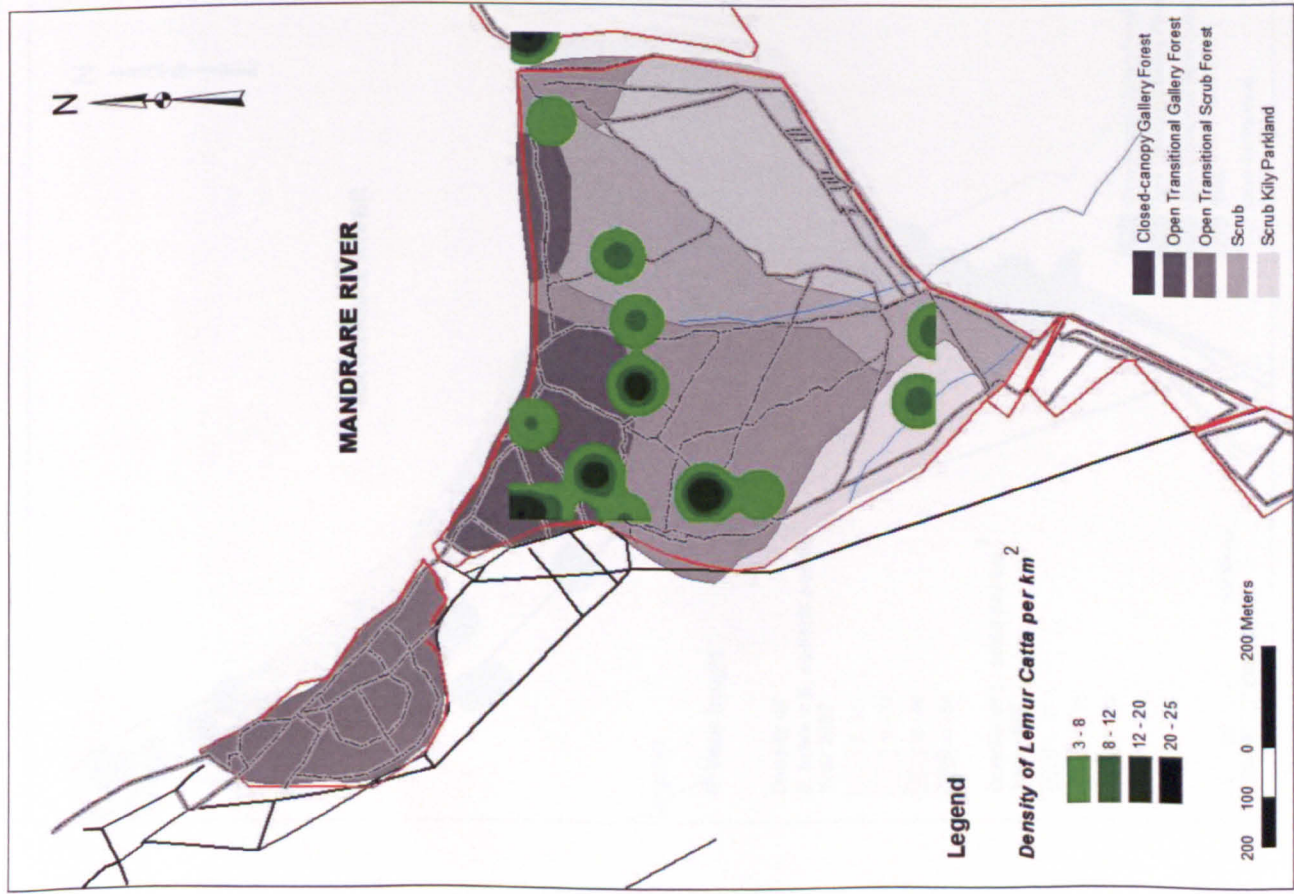 N
MANDRARE RIVER
Legend
Density of Lemur Catta per km2
3 - 8
8 - 12
12 - 20
20 - 25
200 100 0 200 Meters
Closed-canopy Gallery Forest
Open Transitional Gallery Forest
Open Transitional Scrub Forest
Scrub
Scrub Kily Parkland